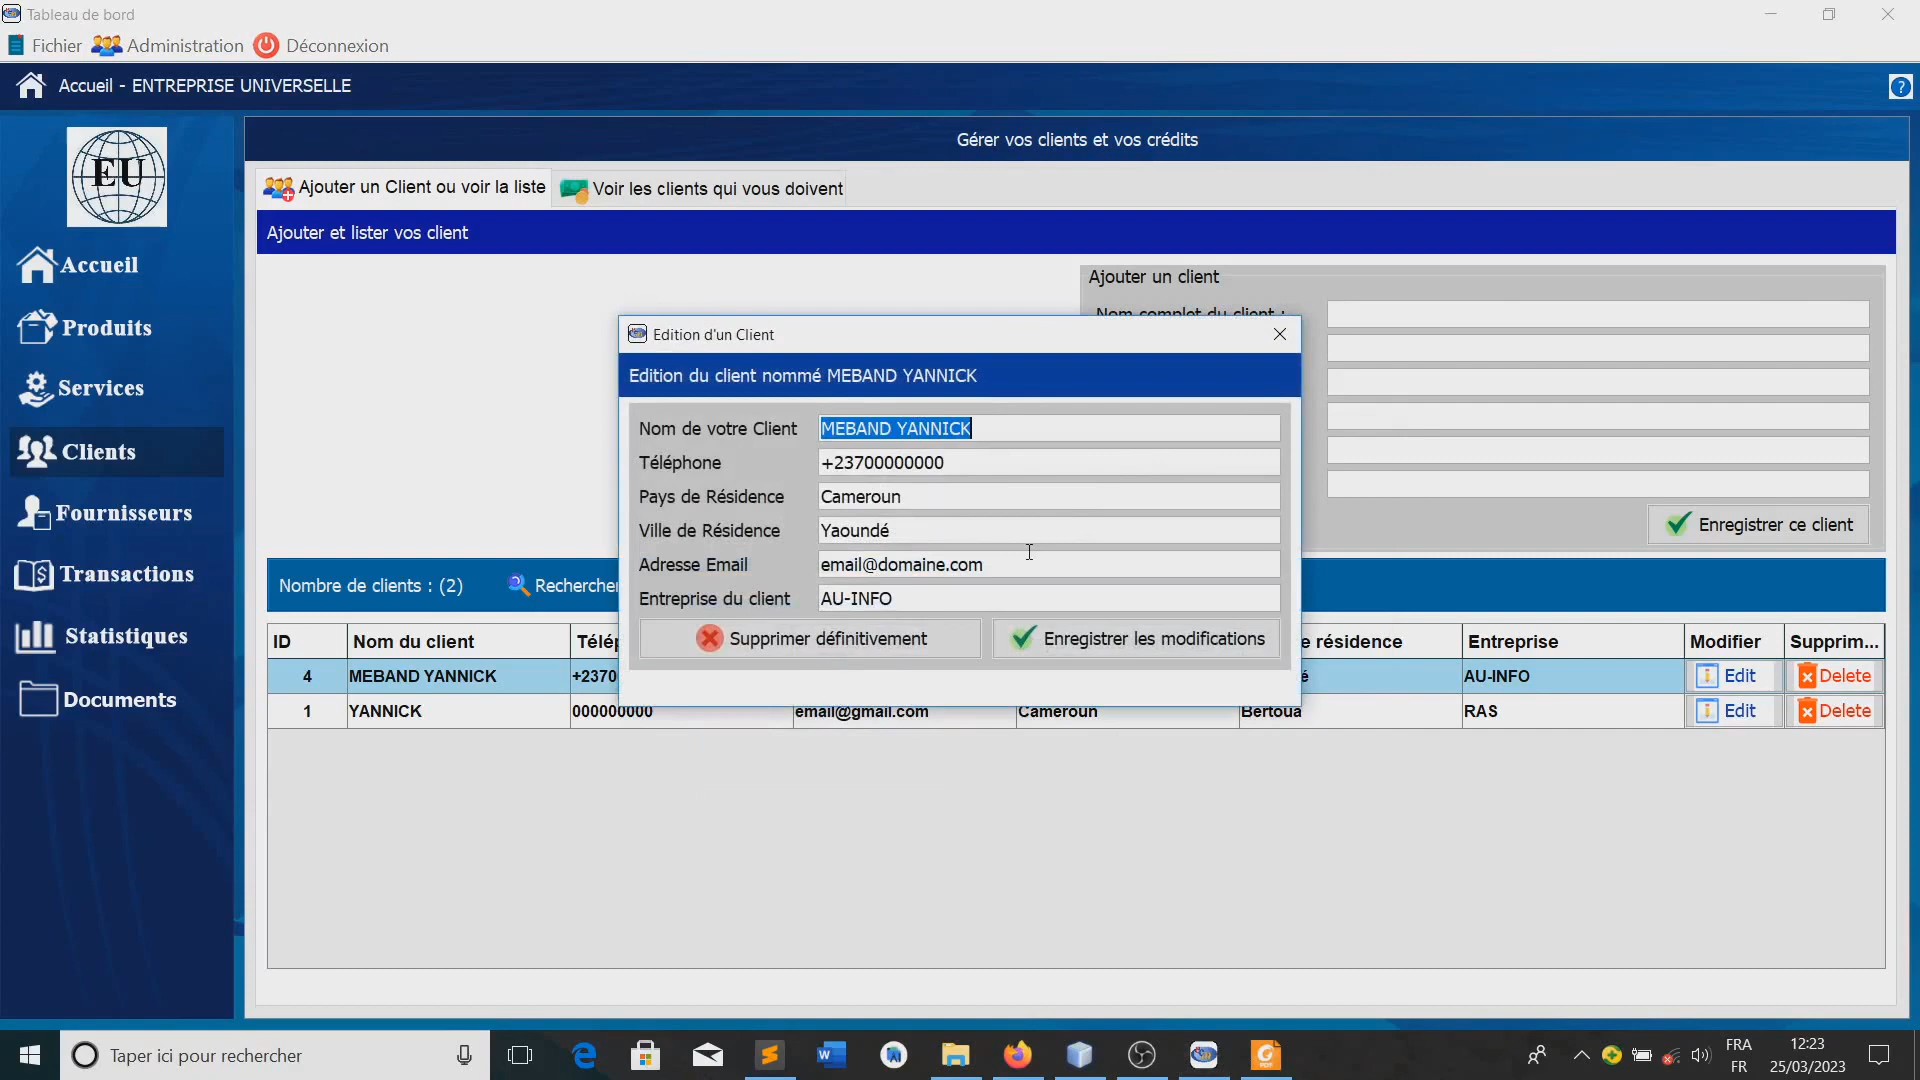 Tableau de bord
Fichier Administration Déconnexion
Accueil - ENTREPRISE UNIVERSELLE
EU
Accueil
Produits
Services
Clients
Fournisseurs
Transactions
Statistiques
Documents
Gérer vos clients et vos crédits
Ajouter un Client ou voir la liste Voir les clients qui vous doivent
Ajouter et lister vos client
Ajouter un client
Nom complet du client :
Enregistrer ce client
Edition d'un Client
Edition du client nommé MEBAND YANNICK
Nom de votre Client MEBAND YANNICK
Téléphone +23700000000
Pays de Résidence Cameroun
Ville de Résidence Yaoundé
Adresse Email email@domaine.com
Entreprise du client AU-INFO
Supprimer définitivement Enregistrer les modifications
Nombre de clients : (2) Rechercher
ID Nom du client résidence Entreprise Modifier Supprim...
4 MEBAND YANNICK +2370 AU-INFO Edit Delete
1 YANNICK 000000000 email@gmail.com Cameroun Bertoua RAS Edit Delete
Taper ici pour rechercher
FRA
FR
12:23
25/03/2023